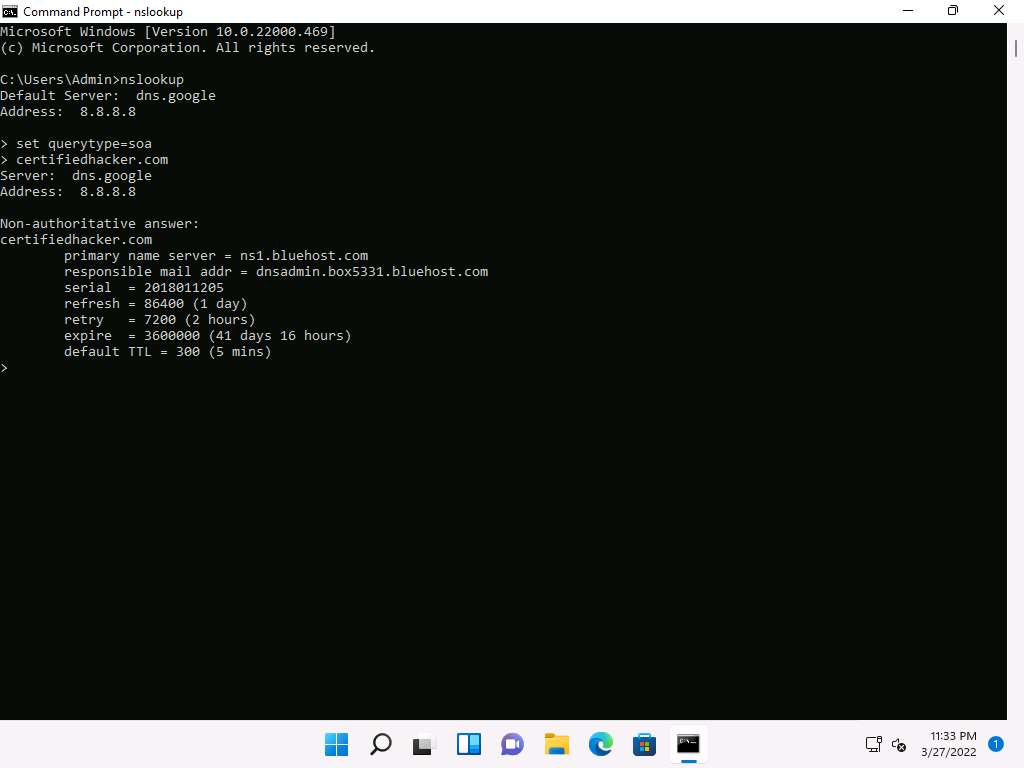 Command Prompt - nslookup
Microsoft Windows [Version 10.0.22000.469]
(c) Microsoft Corporation. All rights reserved.
C:\Users\Admin>nslookup
Default Server:  dns.google
Address:  8.8.8.8
> set querytype=soa
> certifiedhacker.com
Server:  dns.google
Address:  8.8.8.8
Non-authoritative answer:
certifiedhacker.com
        primary name server = ns1.bluehost.com
        responsible mail addr = dnsadmin.box5331.bluehost.com
        serial  = 2018011205
        refresh = 86400 (1 day)
        retry   = 7200 (2 hours)
        expire  = 3600000 (41 days 16 hours)
        default TTL = 300 (5 mins)
>
11:33 PM
3/27/2022
1